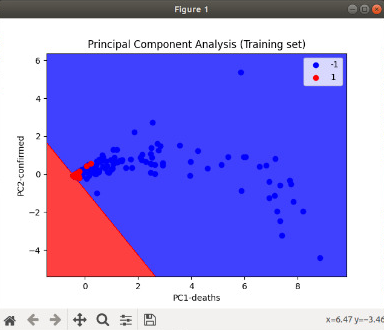 Figure 1
Principal Component Analysis (Training set)
-1
1
6
4
2
0
−2
−4
PC2-confirmed
0
2
4
6
8
PC1-deaths
x=6.47 y=-3.46